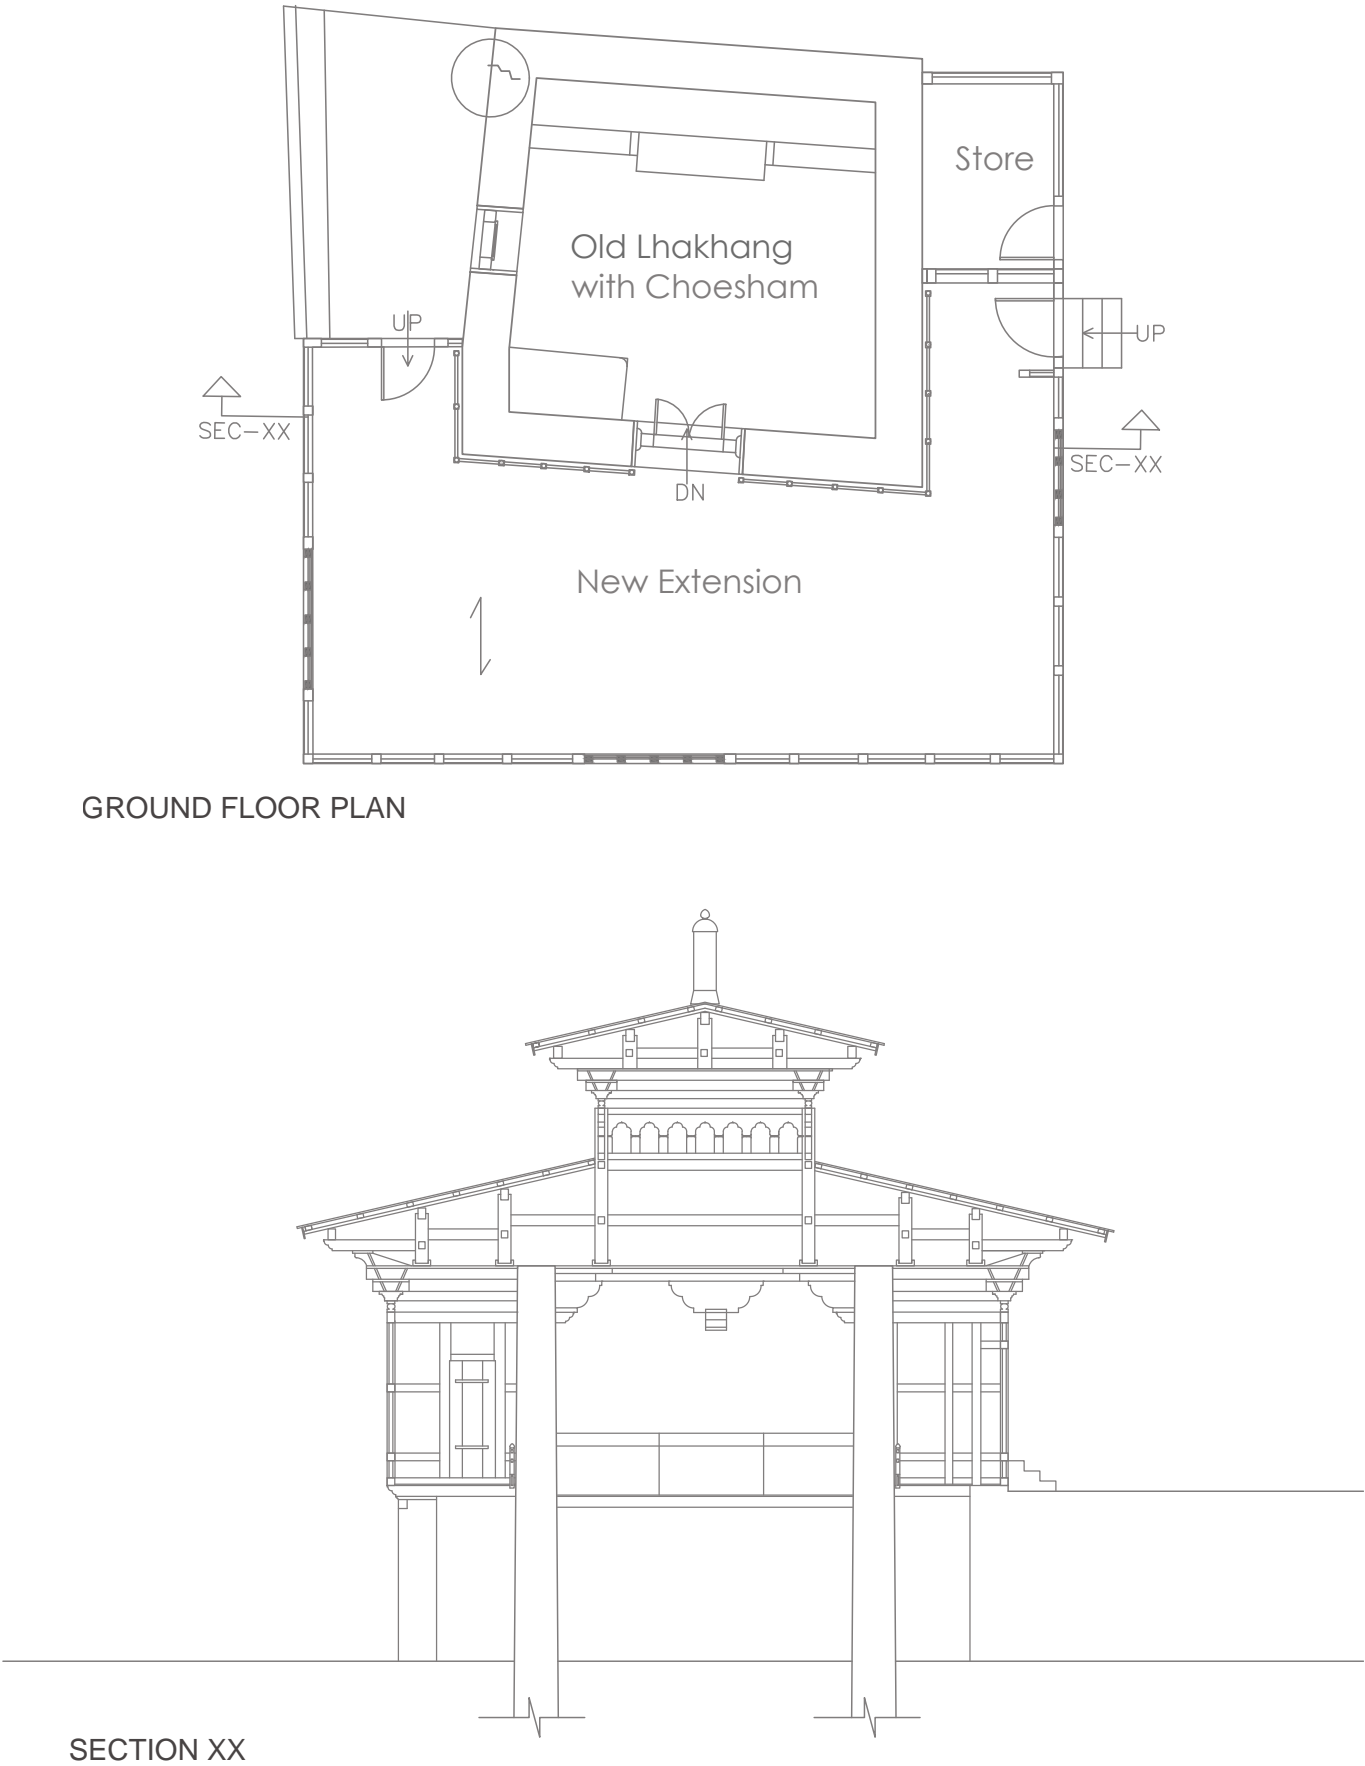 Store
Old Lhakhang
with Choesham
UP
UP
SEC-XX
SEC-XX
DN
New Extension
GROUND FLOOR PLAN
SECTION XX